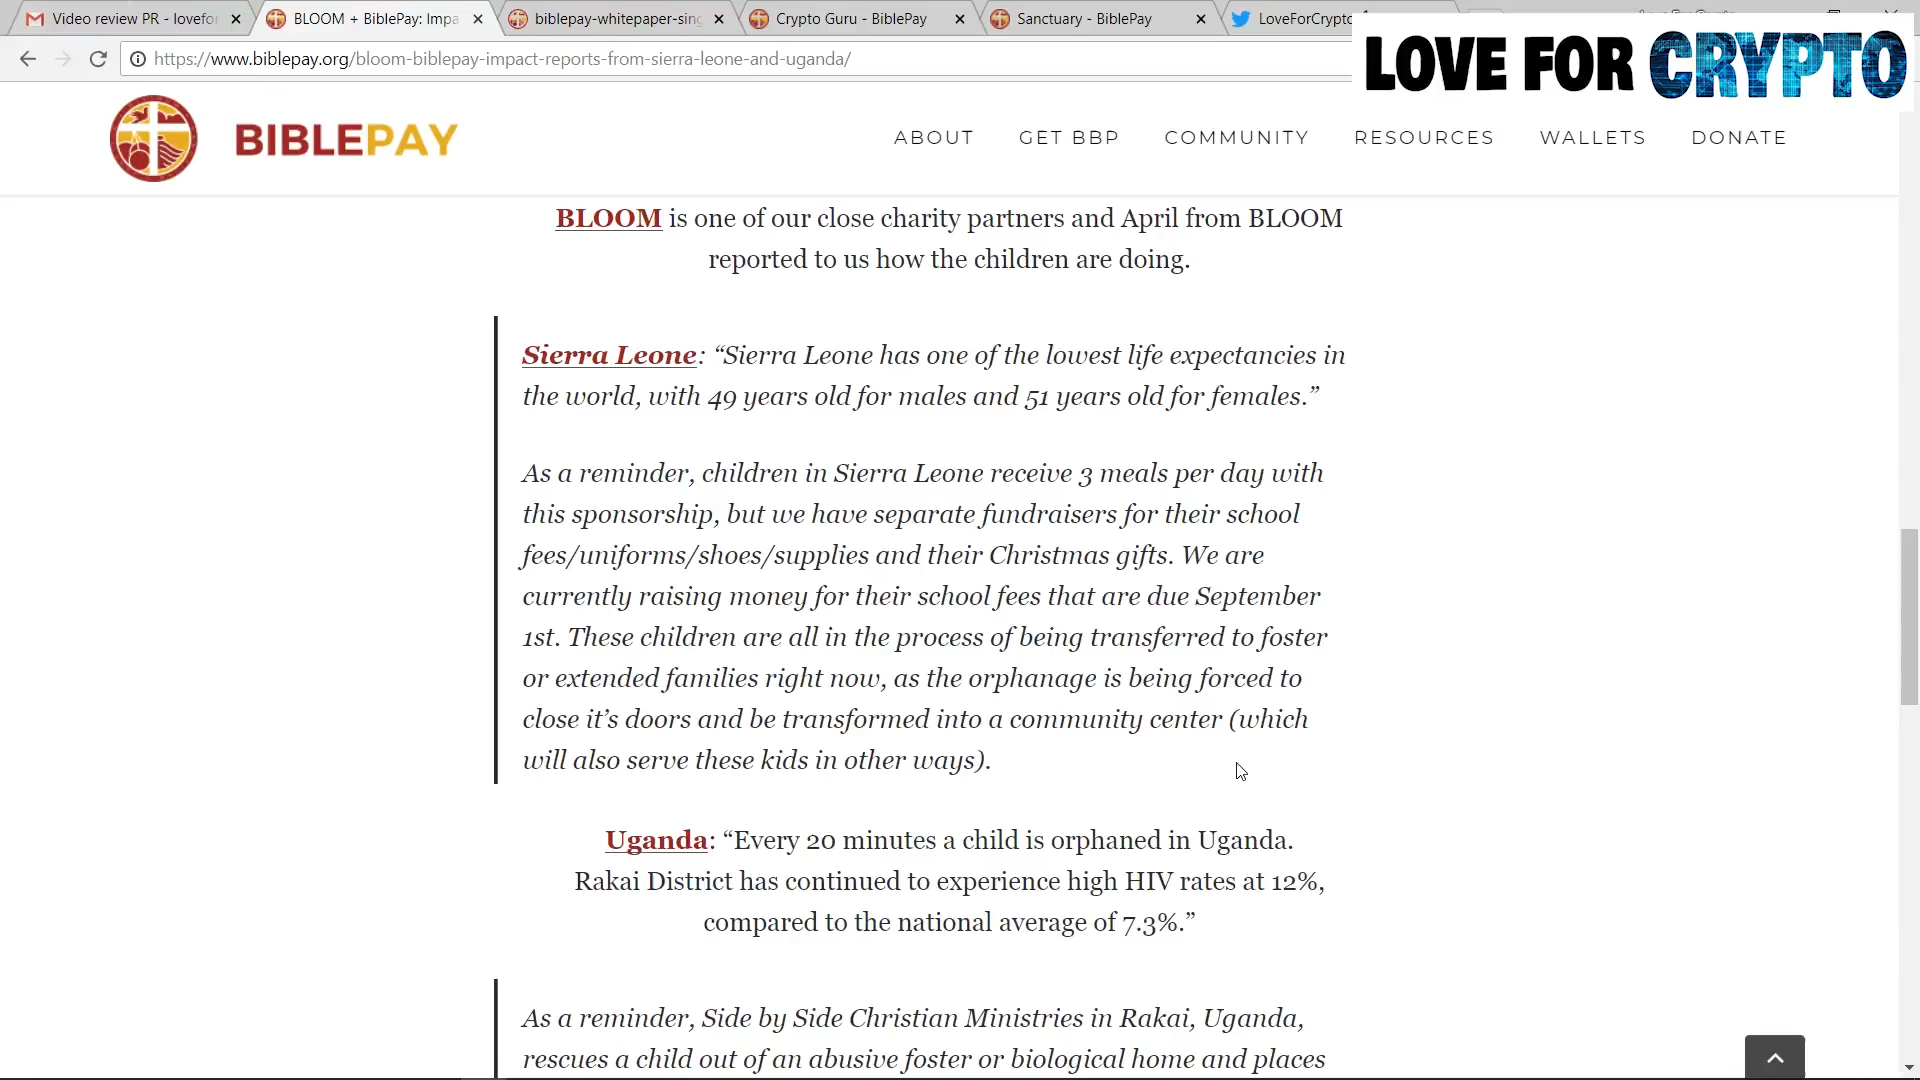 Video review PR - lovefor
BLOOM + BiblePay: Impa
biblepay-whitepaper-sing
Crypto Guru - BiblePay
Sanctuary - BiblePay
LoveForCrypto
https://www.biblepay.org/bloom-biblepay-impact-reports-from-sierra-leone-and-uganda/
LOVE FOR CRYPTO
BIBLEPAY
ABOUT
GET BBP
COMMUNITY
RESOURCES
WALLETS
DONATE
BLOOM is one of our close charity partners and April from BLOOM
reported to us how the children are doing.
Sierra Leone: “Sierra Leone has one of the lowest life expectancies in
the world, with 49 years old for males and 51 years old for females.”
As a reminder, children in Sierra Leone receive 3 meals per day with
this sponsorship, but we have separate fundraisers for their school
fees/uniforms/shoes/supplies and their Christmas gifts. We are
currently raising money for their school fees that are due September
1st. These children are all in the process of being transferred to foster
or extended families right now, as the orphanage is being forced to
close it’s doors and be transformed into a community center (which
will also serve these kids in other ways).
Uganda: “Every 20 minutes a child is orphaned in Uganda.
Rakai District has continued to experience high HIV rates at 12%,
compared to the national average of 7.3%.”
As a reminder, Side by Side Christian Ministries in Rakai, Uganda,
rescues a child out of an abusive foster or biological home and places